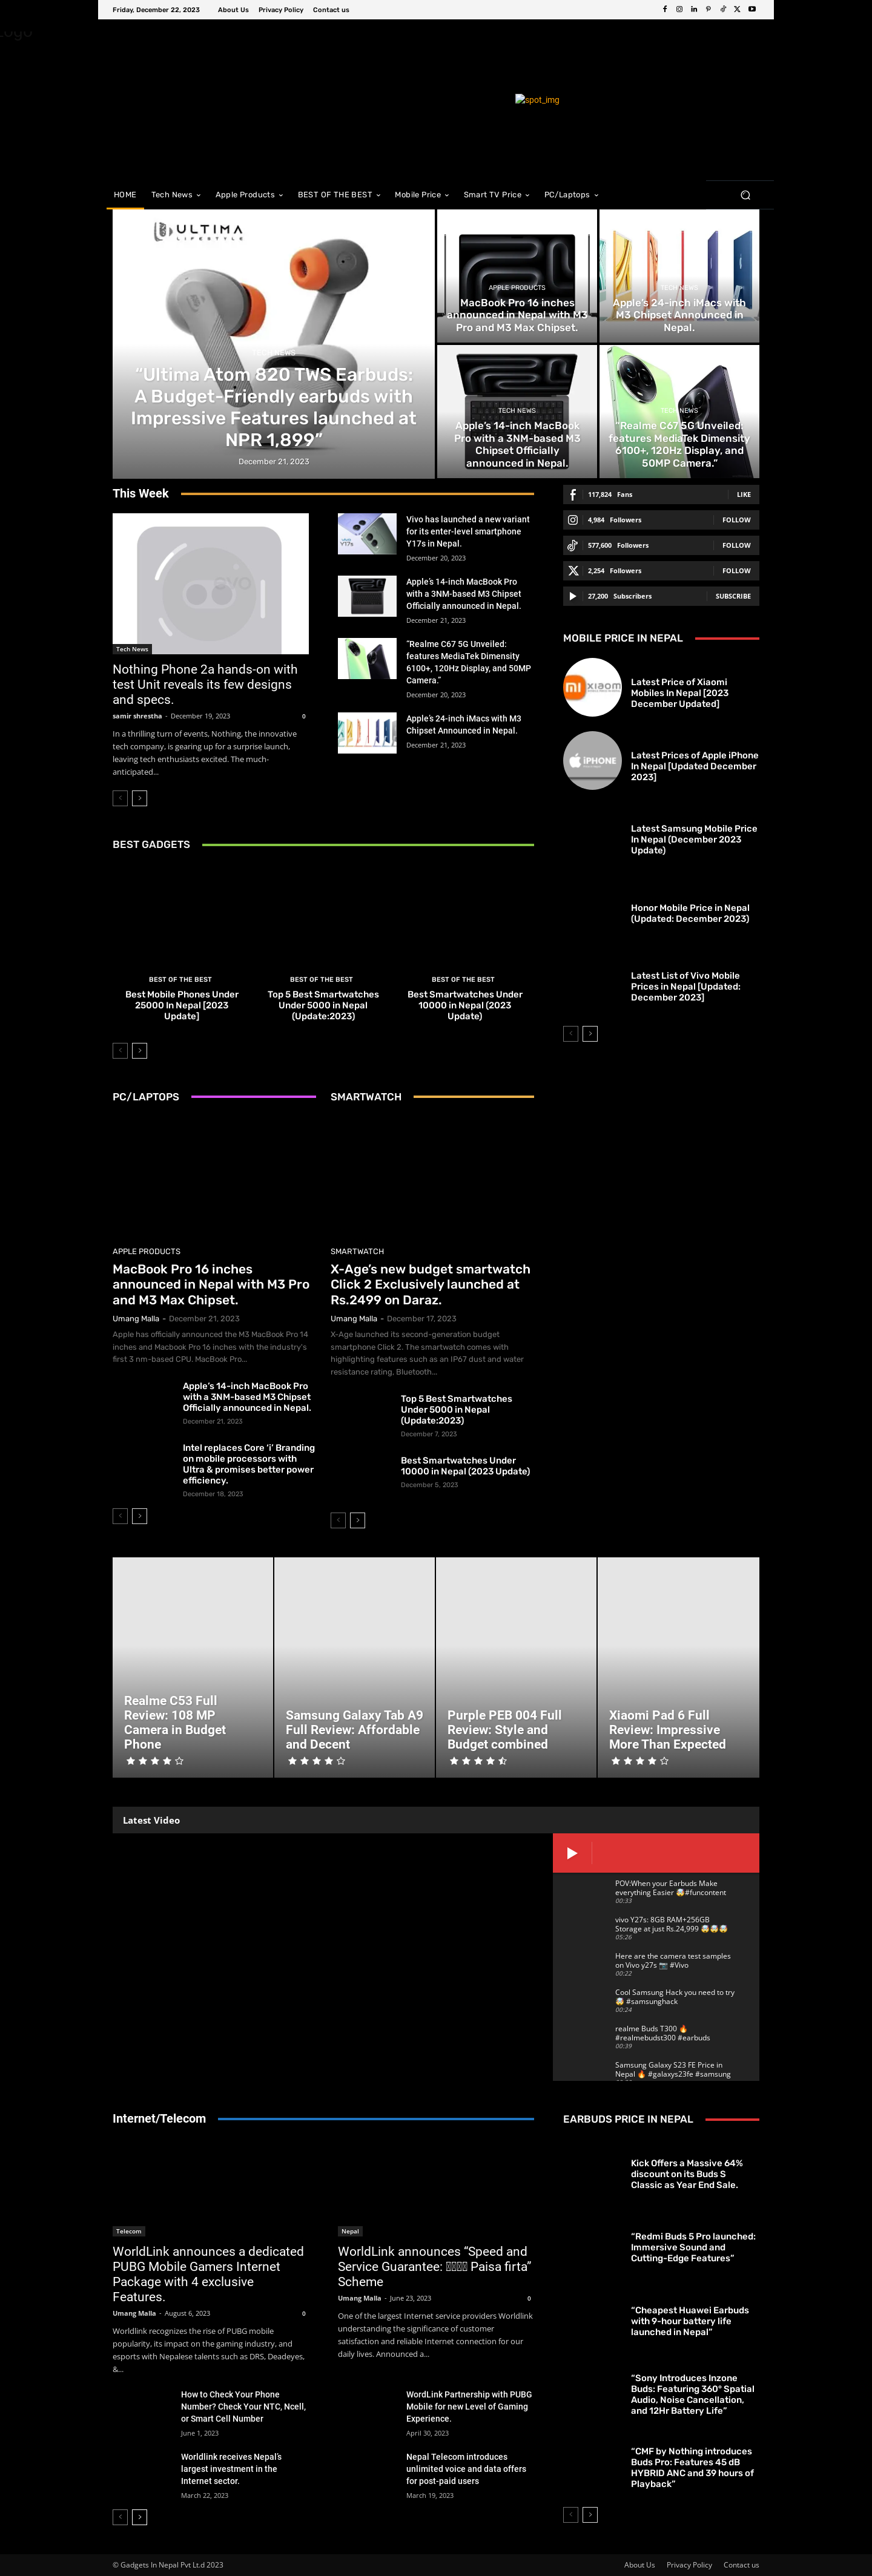 Friday, December 22, 2023 About Us Privacy Policy Contact us
spot_img
HOME Tech News Apple Products BEST OF THE BEST Mobile Price Smart TV Price PC/Laptops
ULTIMA
LIFESTYLE
“Ultima Atom 820 TWS Earbuds:
A Budget-Friendly earbuds with
Impressive Features launched at
NPR 1,899”
December 21, 2023
APPLE PRODUCTS
MacBook Pro 16 inches
announced in Nepal with M3
Pro and M3 Max Chipset.
TECH NEWS
Apple’s 24-inch iMacs with
M3 Chipset Announced in
Nepal.
TECH NEWS
Apple’s 14-inch MacBook
Pro with a 3NM-based M3
Chipset Officially
announced in Nepal.
TECH NEWS
“Realme C67 5G Unveiled:
features MediaTek Dimensity
6100+, 120Hz Display, and
50MP Camera.”
This Week
Tech News
Nothing Phone 2a hands-on with
test Unit reveals its few designs
and specs.
samir shrestha - December 19, 2023 0
In a thrilling turn of events, Nothing, the innovative
tech company, is gearing up for a surprise launch,
leaving tech enthusiasts excited. The much-
anticipated...
Vivo has launched a new variant
for its enter-level smartphone
Y17s in Nepal.
December 20, 2023
Apple’s 14-inch MacBook Pro
with a 3NM-based M3 Chipset
Officially announced in Nepal.
December 21, 2023
“Realme C67 5G Unveiled:
features MediaTek Dimensity
6100+, 120Hz Display, and 50MP
Camera.”
December 20, 2023
Apple’s 24-inch iMacs with M3
Chipset Announced in Nepal.
December 21, 2023
117,824 Fans LIKE
4,984 Followers FOLLOW
577,600 Followers FOLLOW
2,254 Followers FOLLOW
27,200 Subscribers SUBSCRIBE
MOBILE PRICE IN NEPAL
Latest Price of Xiaomi
Mobiles In Nepal [2023
December Updated]
iPHONE
Latest Prices of Apple iPhone
In Nepal [Updated December
2023]
Latest Samsung Mobile Price
In Nepal (December 2023
Update)
Honor Mobile Price in Nepal
(Updated: December 2023)
Latest List of Vivo Mobile
Prices in Nepal [Updated:
December 2023]
BEST GADGETS
BEST OF THE BEST
Best Mobile Phones Under
25000 In Nepal [2023
Update]
BEST OF THE BEST
Top 5 Best Smartwatches
Under 5000 in Nepal
(Update:2023)
BEST OF THE BEST
Best Smartwatches Under
10000 in Nepal (2023
Update)
PC/LAPTOPS
APPLE PRODUCTS
MacBook Pro 16 inches
announced in Nepal with M3 Pro
and M3 Max Chipset.
Umang Malla - December 21, 2023
Apple has officially announced the M3 MacBook Pro 14
inches and Macbook Pro 16 inches with the industry's
first 3 nm-based CPU. MacBook Pro...
Apple’s 14-inch MacBook Pro
with a 3NM-based M3 Chipset
Officially announced in Nepal.
December 21, 2023
Intel replaces Core ‘i’ Branding
on mobile processors with
Ultra & promises better power
efficiency.
December 18, 2023
SMARTWATCH
SMARTWATCH
X-Age’s new budget smartwatch
Click 2 Exclusively launched at
Rs.2499 on Daraz.
Umang Malla - December 17, 2023
X-Age launched its second-generation budget
smartphone Click 2. The smartwatch comes with
highlighting features such as an IP67 dust and water
resistance rating, Bluetooth...
Top 5 Best Smartwatches
Under 5000 in Nepal
(Update:2023)
December 7, 2023
Best Smartwatches Under
10000 in Nepal (2023 Update)
December 5, 2023
Realme C53 Full
Review: 108 MP
Camera in Budget
Phone
Samsung Galaxy Tab A9
Full Review: Affordable
and Decent
Purple PEB 004 Full
Review: Style and
Budget combined
Xiaomi Pad 6 Full
Review: Impressive
More Than Expected
Latest Video
POV:When your Earbuds Make
everything Easier 🤯#funcontent
00:33
vivo Y27s: 8GB RAM+256GB
Storage at just Rs.24,999 🤯🤯🤯
05:26
Here are the camera test samples
on Vivo y27s 📷 #Vivo
00:22
Cool Samsung Hack you need to try
🤯 #samsunghack
00:24
realme Buds T300 🔥
#realmebudst300 #earbuds
00:39
Samsung Galaxy S23 FE Price in
Nepal 🔥 #galaxys23fe #samsung
Internet/Telecom
Telecom
WorldLink announces a dedicated
PUBG Mobile Gamers Internet
Package with 4 exclusive
Features.
Umang Malla - August 6, 2023 0
Worldlink recognizes the rise of PUBG mobile
popularity, its impact on the gaming industry, and
esports with Nepalese talents such as DRS, Deadeyes,
&...
How to Check Your Phone
Number? Check Your NTC, Ncell,
or Smart Cell Number
June 1, 2023
Worldlink receives Nepal’s
largest investment in the
Internet sector.
March 22, 2023
Nepal
WorldLink announces “Speed and
Service Guarantee: Paisa firta”
Scheme
Umang Malla - June 23, 2023 0
One of the largest Internet service providers Worldlink
understanding the significance of customer
satisfaction and reliable Internet connection for our
daily lives. Announced a...
WordLink Partnership with PUBG
Mobile for new Level of Gaming
Experience.
April 30, 2023
Nepal Telecom introduces
unlimited voice and data offers
for post-paid users
March 19, 2023
EARBUDS PRICE IN NEPAL
Kick Offers a Massive 64%
discount on its Buds S
Classic as Year End Sale.
“Redmi Buds 5 Pro launched:
Immersive Sound and
Cutting-Edge Features”
“Cheapest Huawei Earbuds
with 9-hour battery life
launched in Nepal”
“Sony Introduces Inzone
Buds: Featuring 360° Spatial
Audio, Noise Cancellation,
and 12Hr Battery Life”
“CMF by Nothing introduces
Buds Pro: Features 45 dB
HYBRID ANC and 39 hours of
Playback”
© Gadgets In Nepal Pvt Lt.d 2023 About Us Privacy Policy Contact us